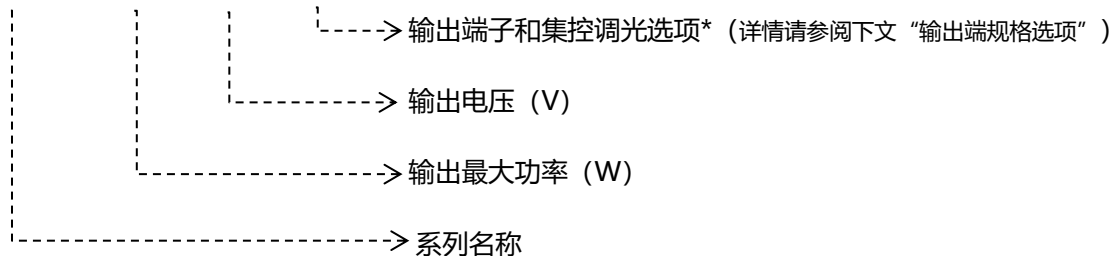 输出端子和集控调光选项*（详情请参阅下文“输出端规格选项”）
输出电压（V）
输出最大功率（W）
系列名称